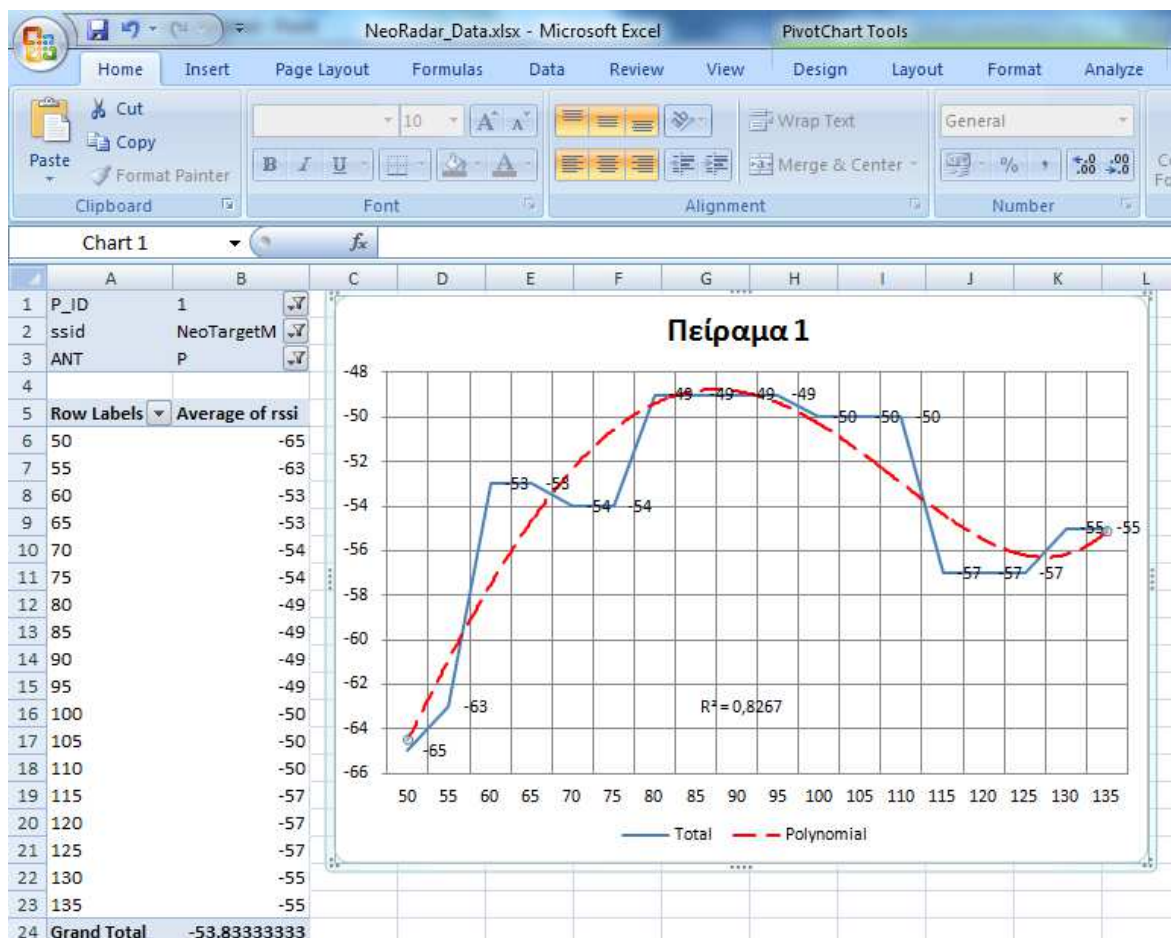 NeoRadar_Data.xlsx - Microsoft Excel PivotChart Tools
Home Insert Page Layout Formulas Data Review View Design Layout Format Analyze
Paste
Cut
Copy
Format Painter
Clipboard
10 A A
B I U A
Font
Wrap Text
Merge & Center
Alignment
General
% , .0 .00 .00 .0
Number
Chart 1 fx
A B C D E F G H I J K L
1 P_ID 1
2 ssid NeoTargetM
3 ANT P
4
5 Row Labels Average of rssi
6 50 -65
7 55 -63
8 60 -53
9 65 -53
10 70 -54
11 75 -54
12 80 -49
13 85 -49
14 90 -49
15 95 -49
16 100 -50
17 105 -50
18 110 -50
19 115 -57
20 120 -57
21 125 -57
22 130 -55
23 135 -55
24 Grand Total -53.83333333
Πείραμα 1
-48
-50
-52
-54
-56
-58
-60
-62
-64
-66
-65
-63
-53 -53
-54 -54
-49 -49 -49 -49
-50 -50 -50
-57 -57 -57
-55 -55
R² = 0,8267
50 55 60 65 70 75 80 85 90 95 100 105 110 115 120 125 130 135
Total Polynomial